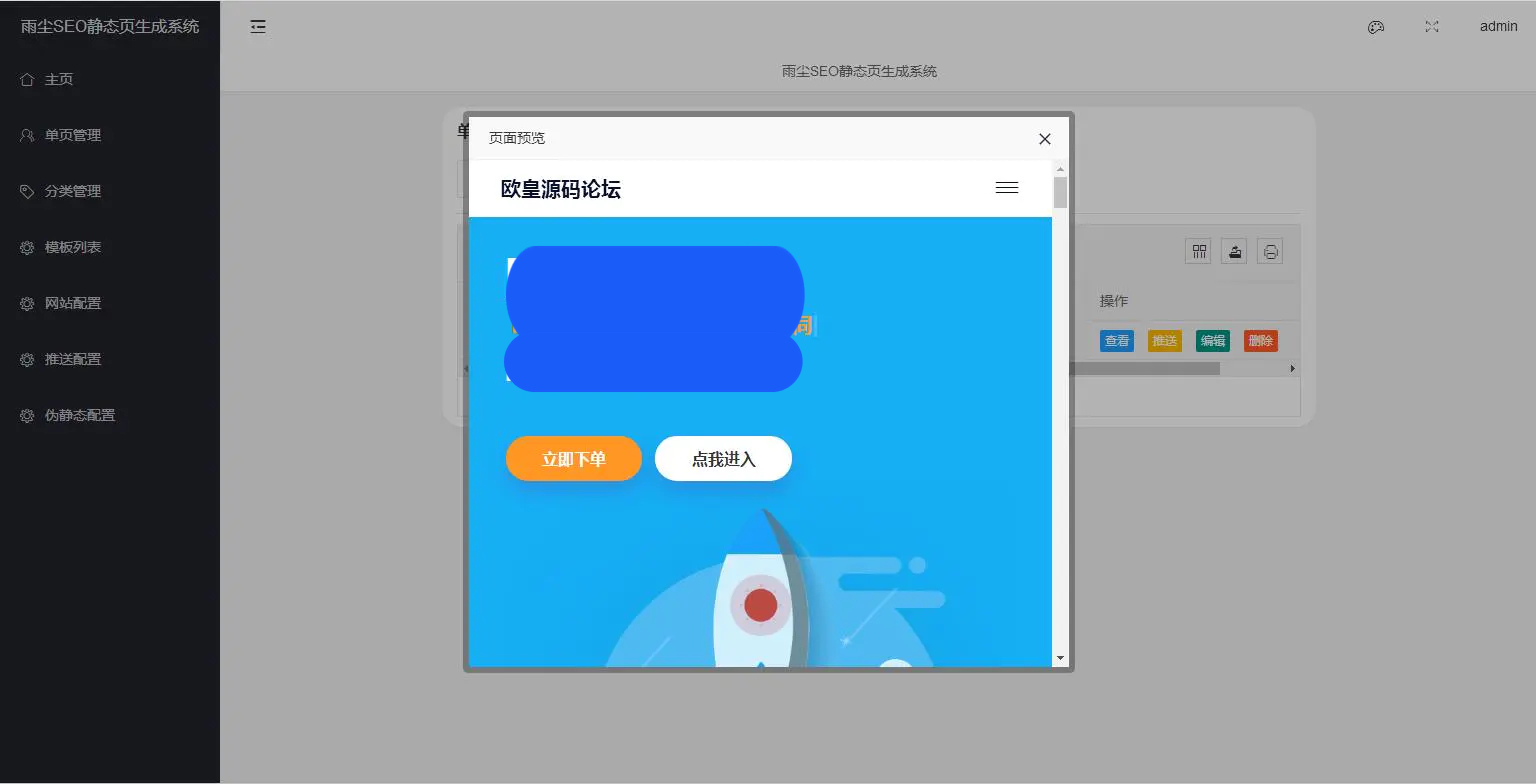 雨尘SEO静态页生成系统
admin
主页
单页管理
分类管理
模板列表
网站配置
推送配置
伪静态配置
雨尘SEO静态页生成系统
单
页面预览
欧皇源码论坛
同
立即下单
点我进入
操作
查看
推送
编辑
删除